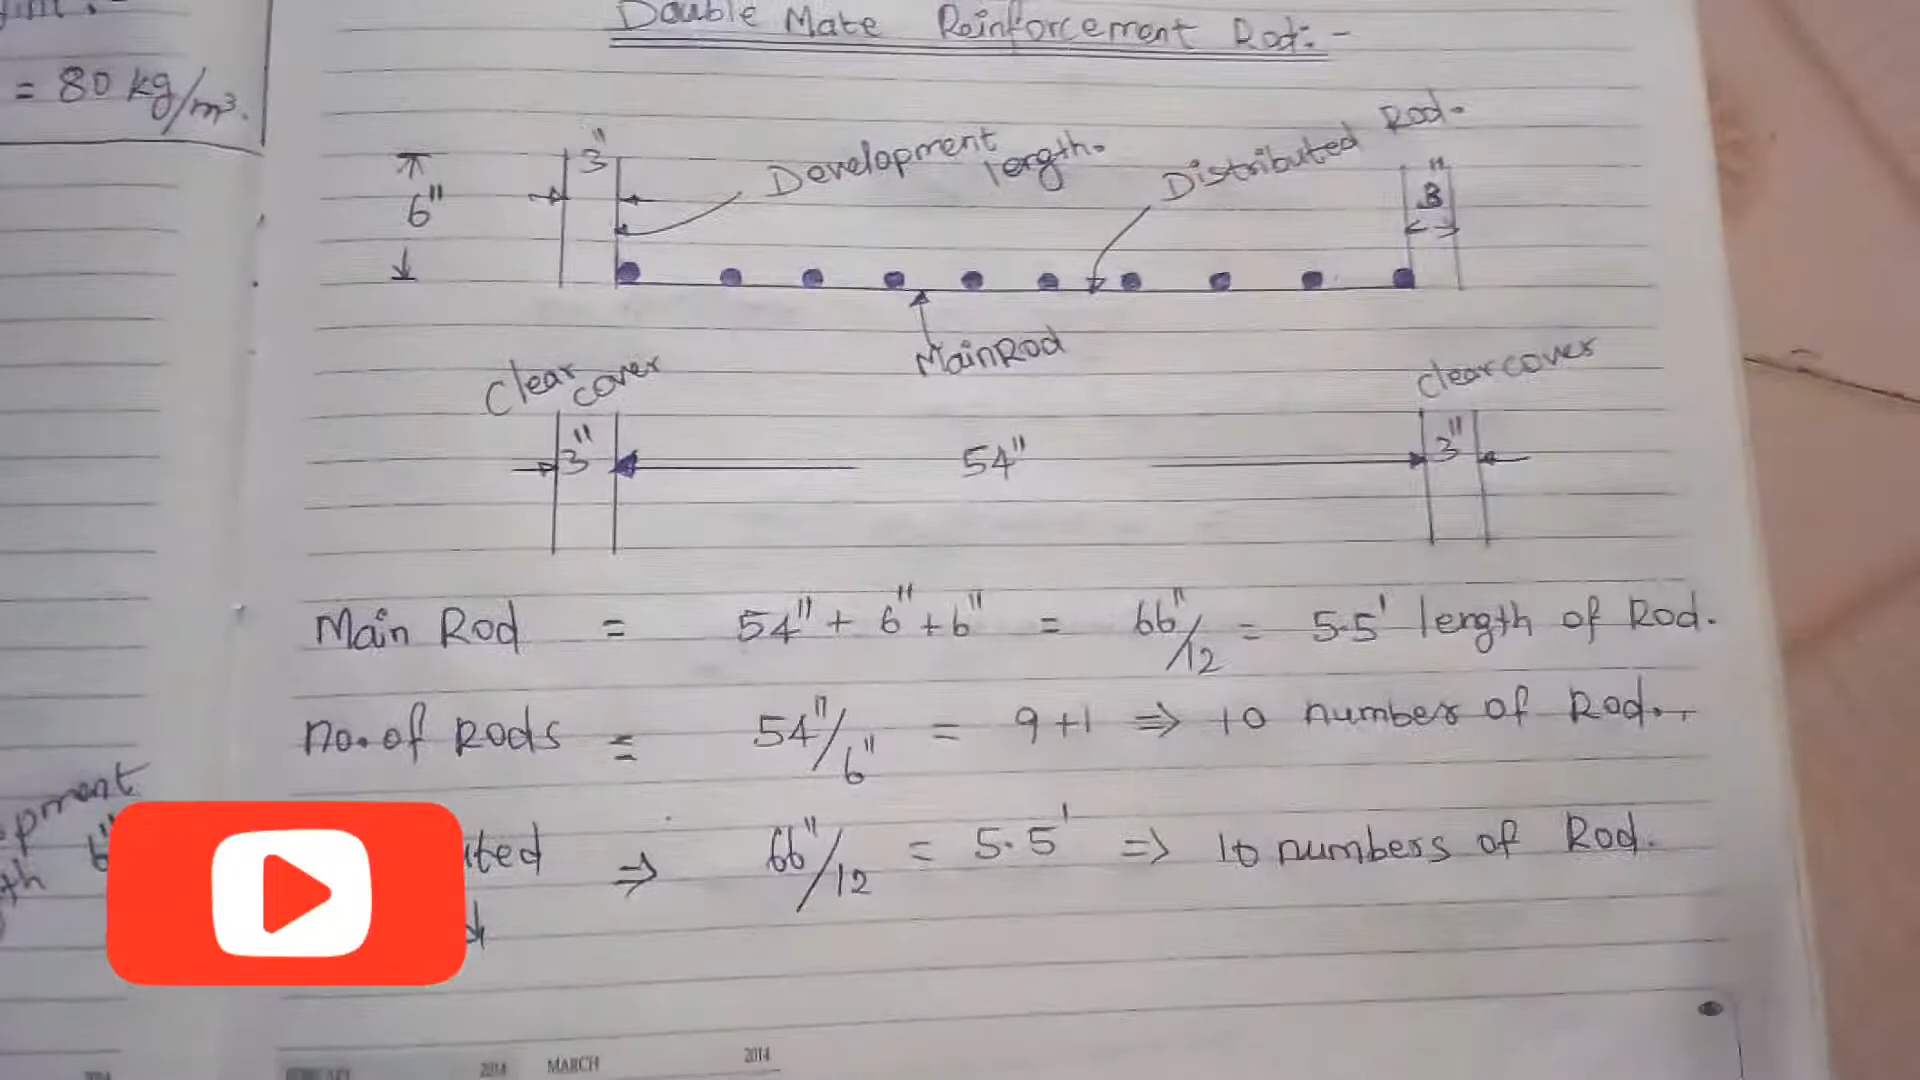 = 80 kg/m³.
Double Mate Reinforcement Rod:-
3"
6"
Development length.
Distributed Rod.
3"
Main Rod
Clear cover
clear cover
3"
54"
3"
Main Rod = 54" + 6" + 6" = 66"/12 = 5.5' length of Rod.
no. of Rods = 54"/6" = 9+1 ⇒ 10 numbers of Rod.
⇒ 66"/12 = 5.5' ⇒ 10 numbers of Rod.
2014 MARCH 2014